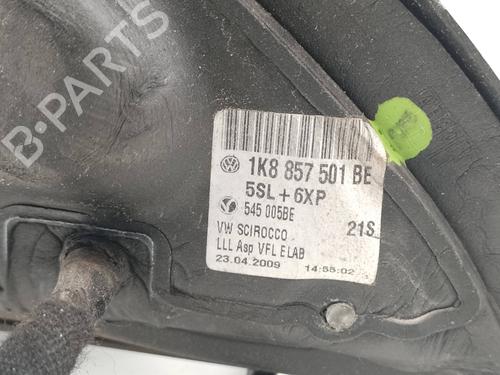 B-PARTS
1K8 857 501 BE
5SL+6XP
545 005BE
VW SCIROCCO 21S
LLL Asp VFL ELAB
23.04.2009 14:55:02
B-PARTS